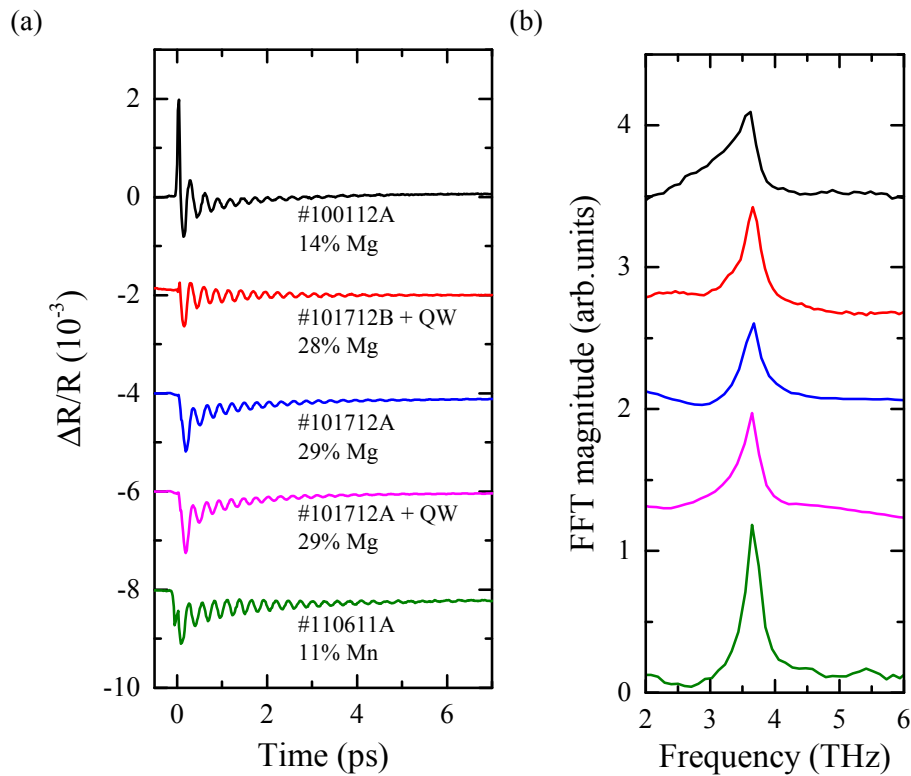 (a)
(b)
ΔR/R (10⁻³)
2
0
-2
-4
-6
-8
-10
#100112A
14% Mg
#101712B + QW
28% Mg
#101712A
29% Mg
#101712A + QW
29% Mg
#110611A
11% Mn
0 2 4 6
Time (ps)
FFT magnitude (arb.units)
4
3
2
1
0
2 3 4 5 6
Frequency (THz)